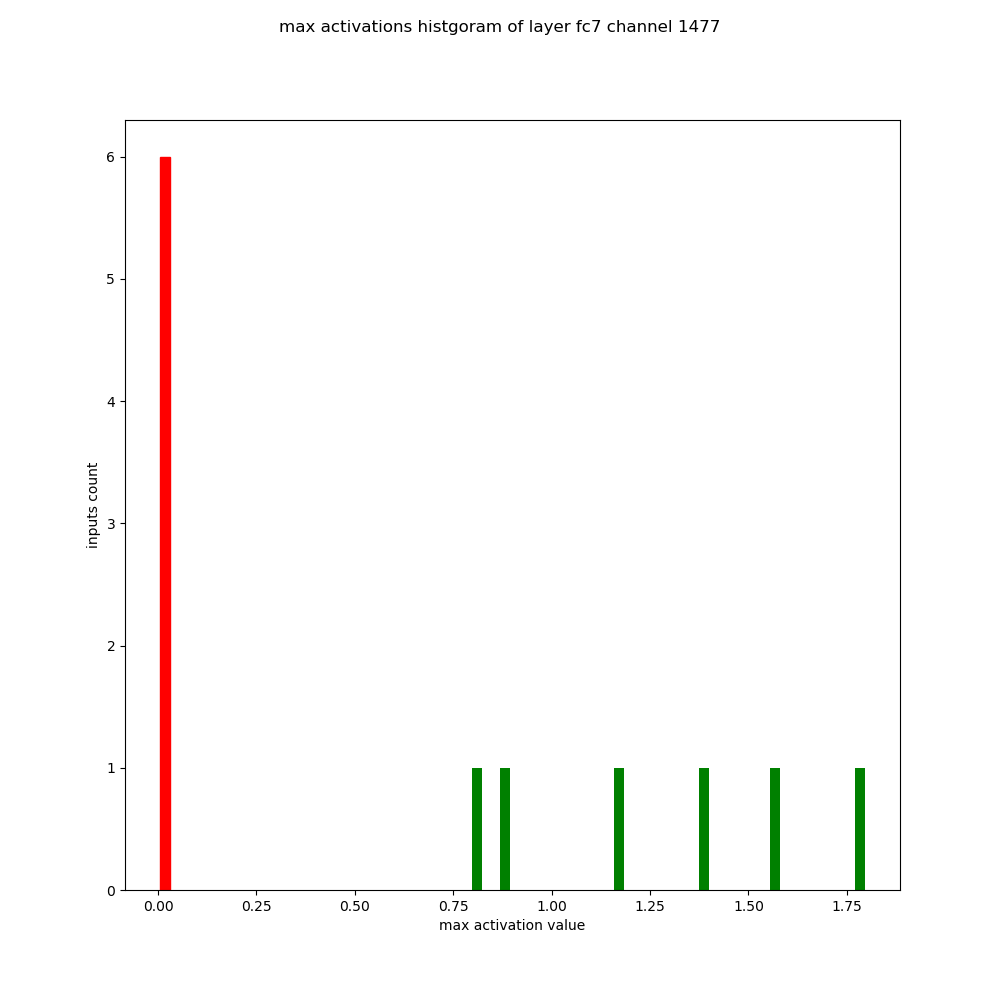 max activations histgoram of layer fc7 channel 1477
6
5
4
3
2
1
0
inputs count
0.00 0.25 0.50 0.75 1.00 1.25 1.50 1.75
max activation value